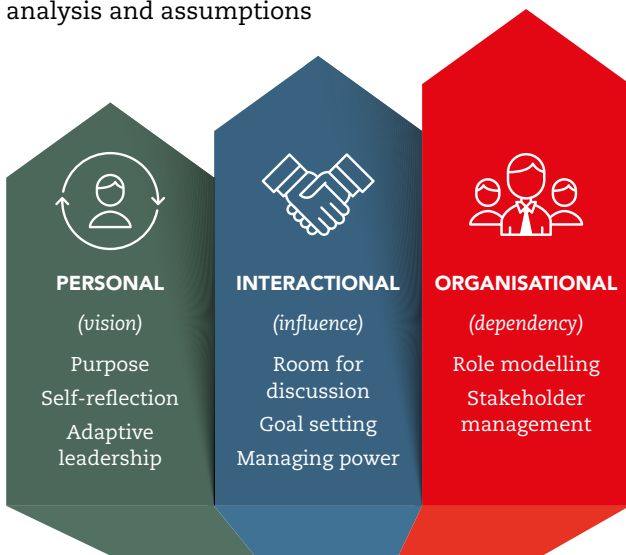 analysis and assumptions
PERSONAL
(vision)
Purpose
Self-reflection
Adaptive
leadership
INTERACTIONAL
(influence)
Room for
discussion
Goal setting
Managing power
ORGANISATIONAL
(dependency)
Role modelling
Stakeholder
management